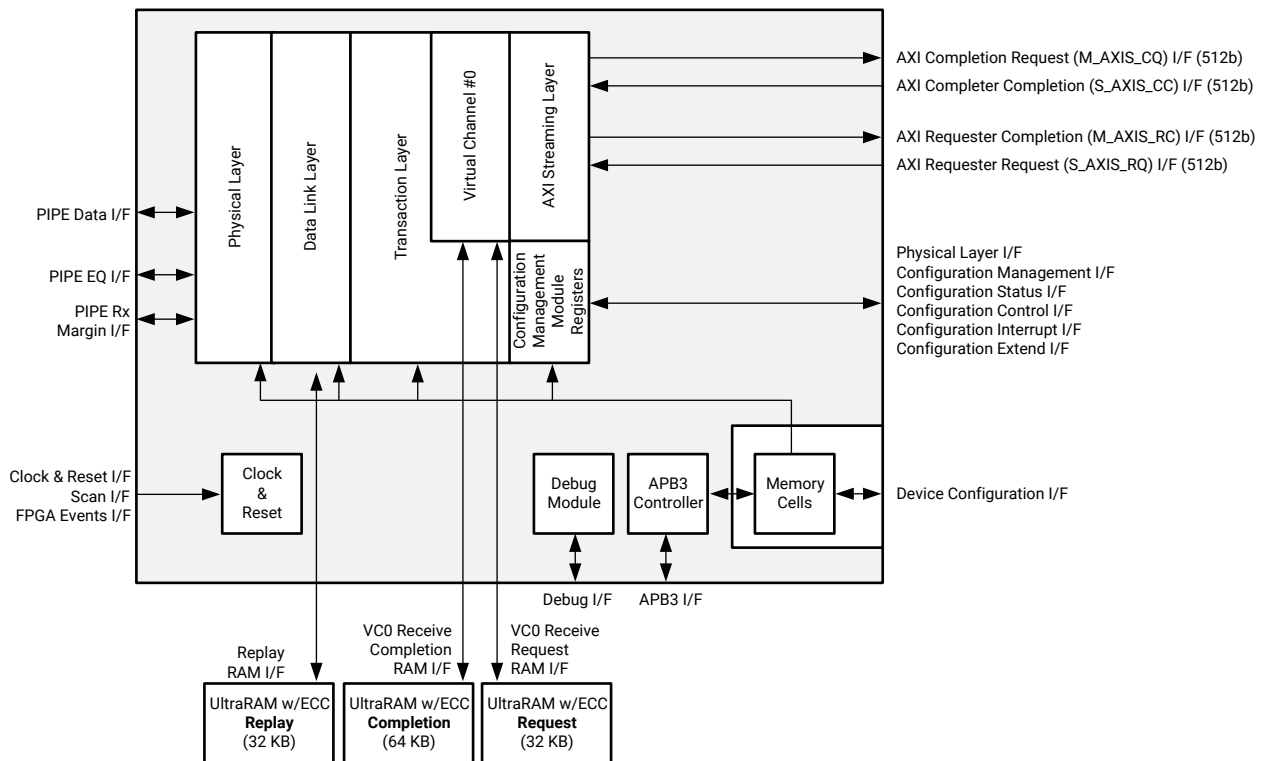 Physical Layer
Data Link Layer
Transaction Layer
Virtual Channel #0
AXI Streaming Layer
Configuration
Management
Module
Registers
AXI Completion Request (M_AXIS_CQ) I/F (512b)
AXI Completer Completion (S_AXIS_CC) I/F (512b)
AXI Requester Completion (M_AXIS_RC) I/F (512b)
AXI Requester Request (S_AXIS_RQ) I/F (512b)
PIPE Data I/F
PIPE EQ I/F
PIPE Rx
Margin I/F
Physical Layer I/F
Configuration Management I/F
Configuration Status I/F
Configuration Control I/F
Configuration Interrupt I/F
Configuration Extend I/F
Clock & Reset I/F
Scan I/F
FPGA Events I/F
Clock
&
Reset
Debug
Module
APB3
Controller
Memory
Cells
Device Configuration I/F
Debug I/F
APB3 I/F
Replay
RAM I/F
VC0 Receive
Completion
RAM I/F
VC0 Receive
Request
RAM I/F
UltraRAM w/ECC
Replay
(32 KB)
UltraRAM w/ECC
Completion
(64 KB)
UltraRAM w/ECC
Request
(32 KB)